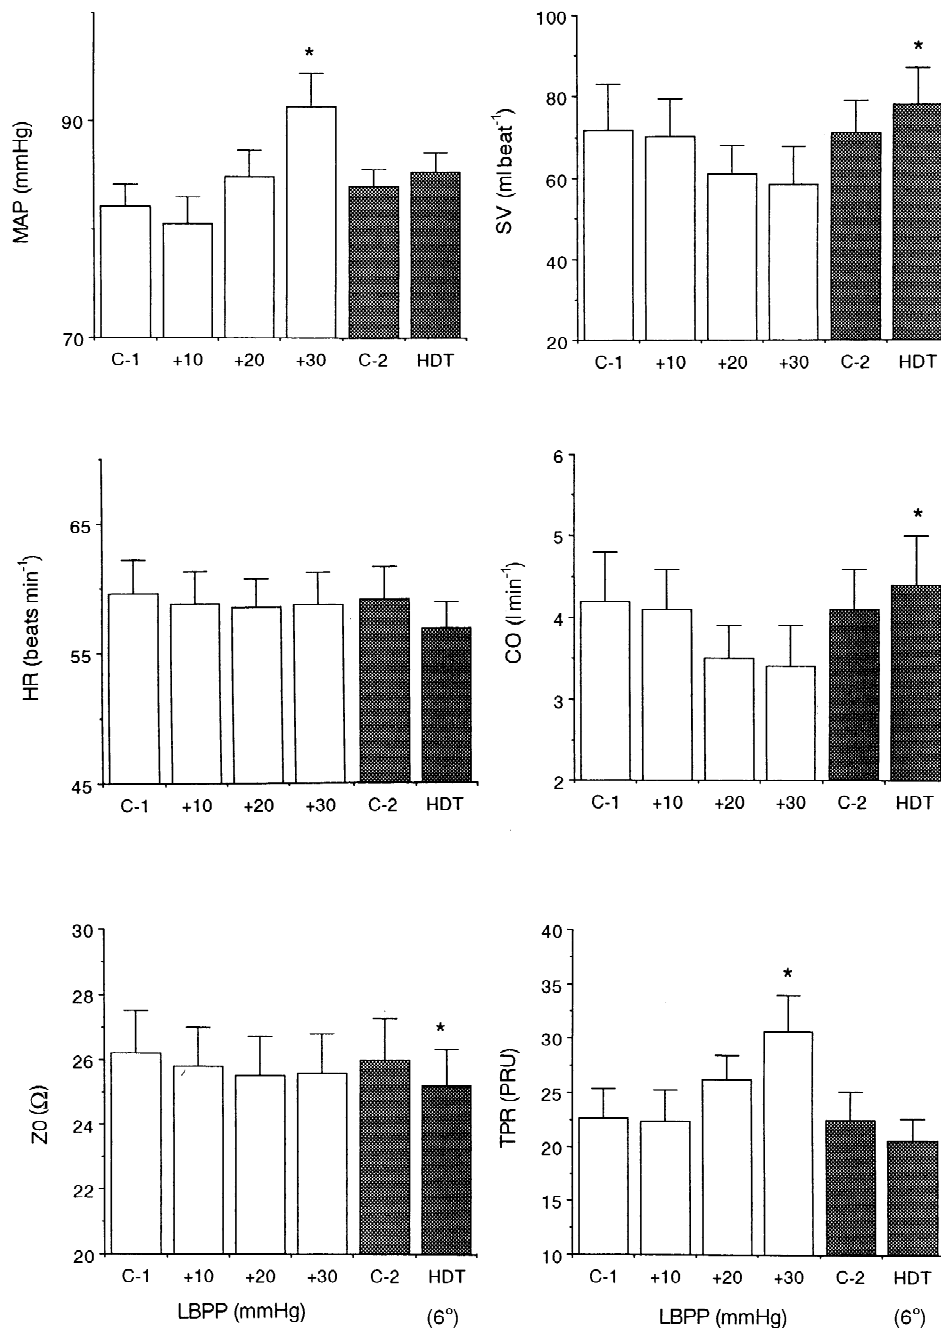 MAP (mmHg)
90
70
*
C-1 +10 +20 +30 C-2 HDT
SV (ml beat⁻¹)
100
80
60
40
20
*
C-1 +10 +20 +30 C-2 HDT
HR (beats min⁻¹)
65
55
45
C-1 +10 +20 +30 C-2 HDT
CO (l min⁻¹)
6
5
4
3
2
*
C-1 +10 +20 +30 C-2 HDT
Z0 (Ω)
30
28
26
24
22
20
*
C-1 +10 +20 +30 C-2 HDT
LBPP (mmHg) (6°)
TPR (PRU)
40
35
30
25
20
15
10
*
C-1 +10 +20 +30 C-2 HDT
LBPP (mmHg) (6°)